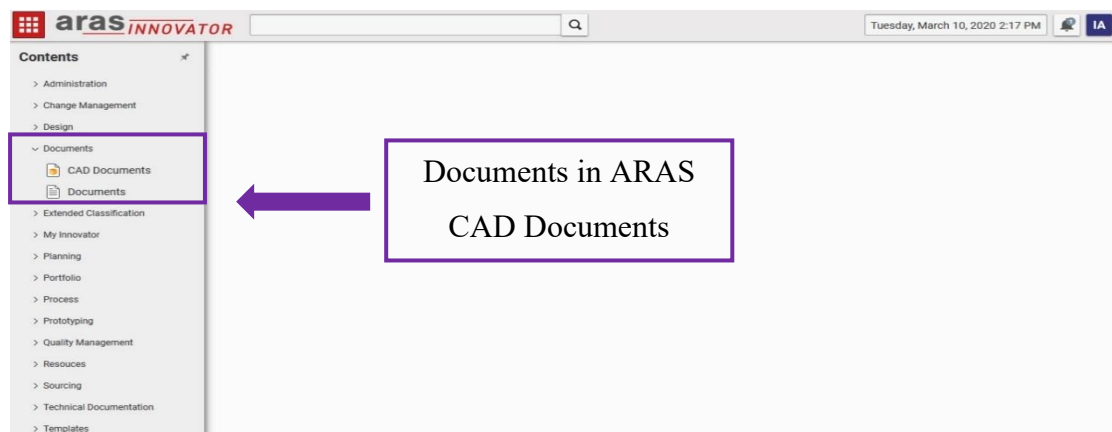 aras INNOVATOR
Tuesday, March 10, 2020 2:17 PM
IA
Contents
> Administration
> Change Management
> Design
Documents
CAD Documents
Documents
> Extended Classification
> My Innovator
> Planning
> Portfolio
> Process
> Prototyping
> Quality Management
> Resouces
> Sourcing
> Technical Documentation
> Templates
Documents in ARAS
CAD Documents